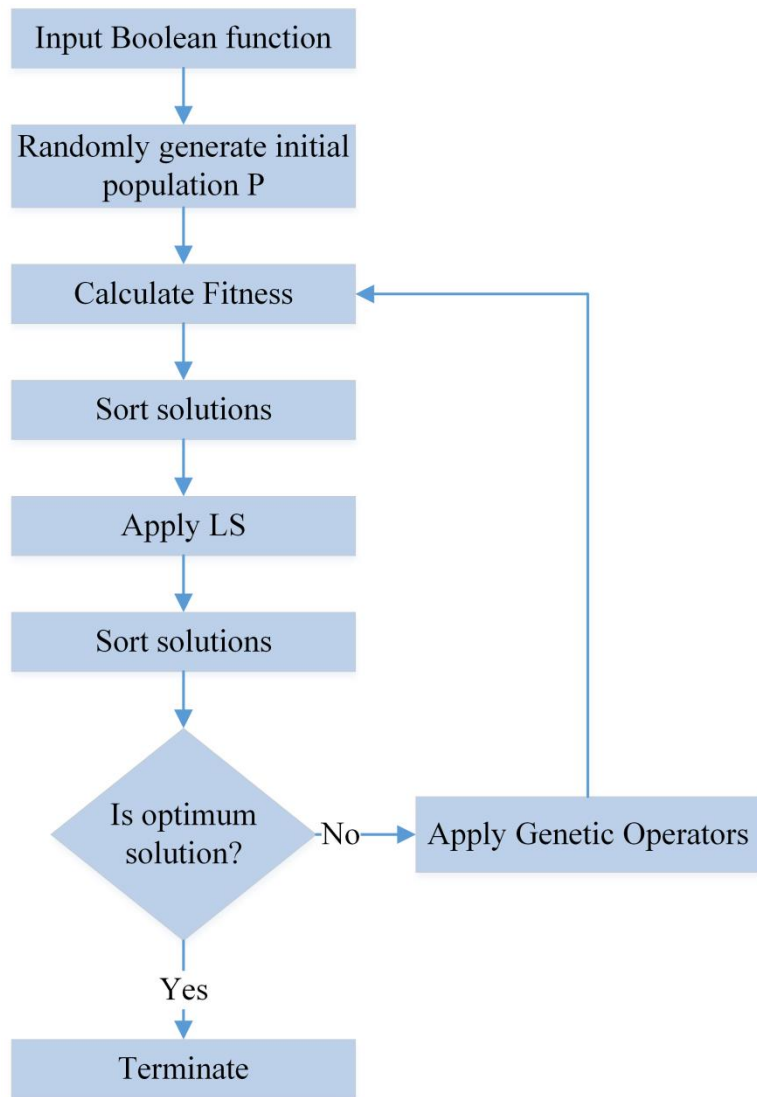 Input Boolean function
Randomly generate initial
population P
Calculate Fitness
Sort solutions
Apply LS
Sort solutions
Is optimum
solution?
No
Apply Genetic Operators
Yes
Terminate